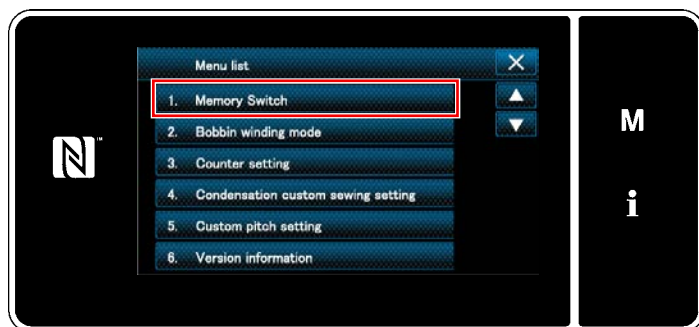 Menu list
1. Memory Switch
2. Bobbin winding mode
3. Counter setting
4. Condensation custom sewing setting
5. Custom pitch setting
6. Version information
M
i